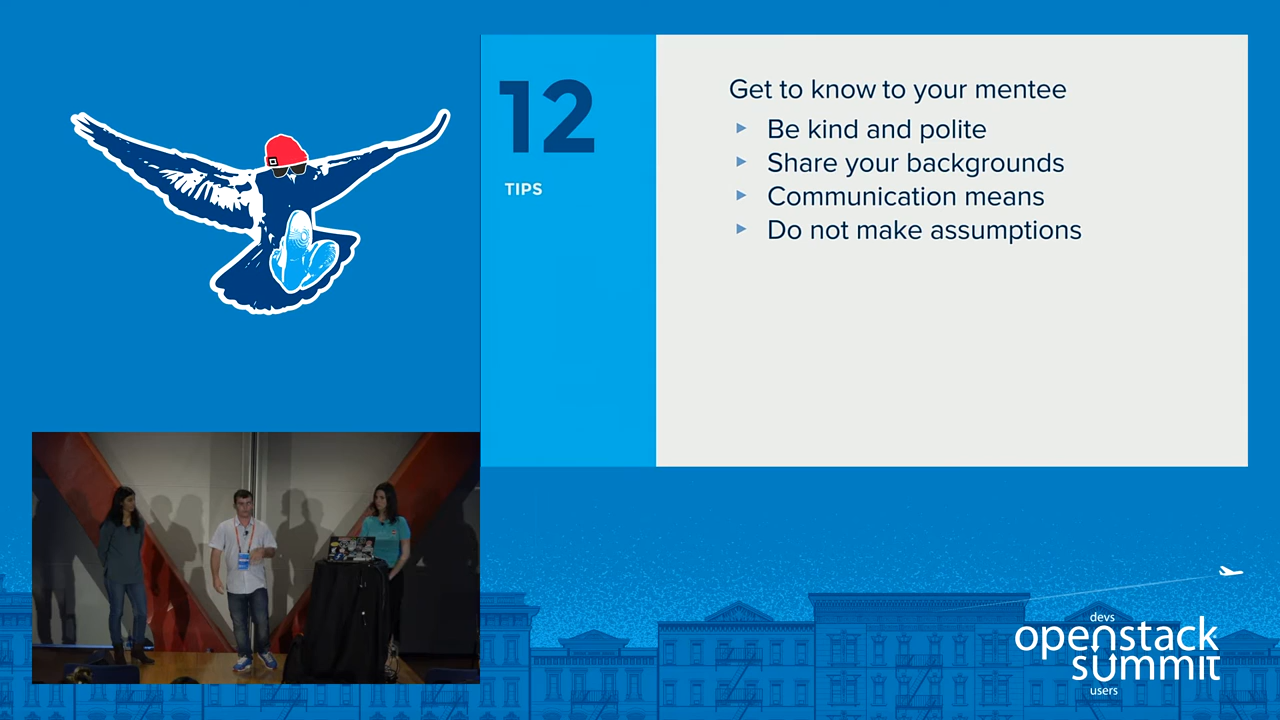 12
TIPS
Get to know to your mentee
Be kind and polite
Share your backgrounds
Communication means
Do not make assumptions
devs
openstack
summit
users